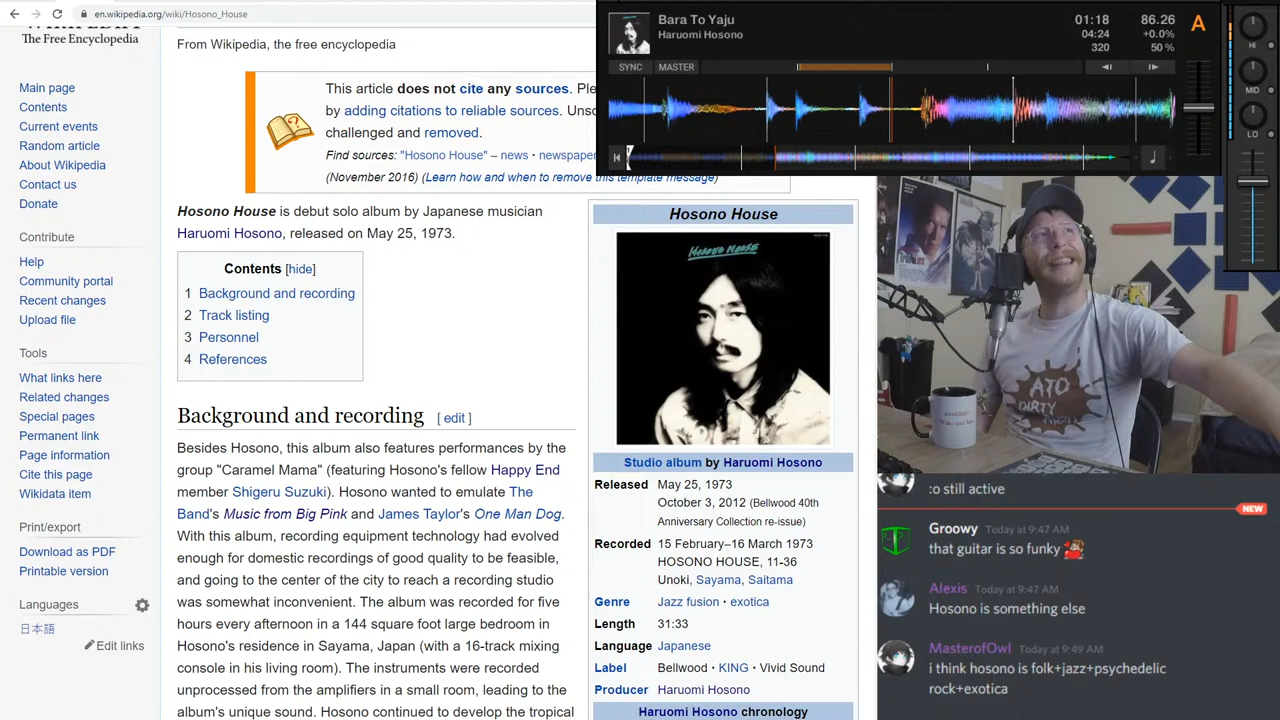 en.wikipedia.org/wiki/Hosono_House
The Free Encyclopedia
Main page
Contents
Current events
Random article
About Wikipedia
Contact us
Donate
Contribute
Help
Community portal
Recent changes
Upload file
Tools
What links here
Related changes
Special pages
Permanent link
Page information
Cite this page
Wikidata item
Print/export
Download as PDF
Printable version
Languages
日本語
Edit links
From Wikipedia, the free encyclopedia
This article does not cite any sources. Ple
by adding citations to reliable sources. Unso
challenged and removed.
Find sources: "Hosono House" – news · newspape
(November 2016) (Learn how and when to remove this template message)
Hosono House is debut solo album by Japanese musician
Haruomi Hosono, released on May 25, 1973.
Contents [hide]
1 Background and recording
2 Track listing
3 Personnel
4 References
Background and recording [ edit ]
Besides Hosono, this album also features performances by the
group "Caramel Mama" (featuring Hosono's fellow Happy End
member Shigeru Suzuki). Hosono wanted to emulate The
Band's Music from Big Pink and James Taylor's One Man Dog.
With this album, recording equipment technology had evolved
enough for domestic recordings of good quality to be feasible,
and going to the center of the city to reach a recording studio
was somewhat inconvenient. The album was recorded for five
hours every afternoon in a 144 square foot large bedroom in
Hosono's residence in Sayama, Japan (with a 16-track mixing
console in his living room). The instruments were recorded
unprocessed from the amplifiers in a small room, leading to the
album's unique sound. Hosono continued to develop the tropical
Hosono House
HOSONO HOUSE
Studio album by Haruomi Hosono
Released May 25, 1973
October 3, 2012 (Bellwood 40th
Anniversary Collection re-issue)
Recorded 15 February–16 March 1973
HOSONO HOUSE, 11-36
Unoki, Sayama, Saitama
Genre Jazz fusion · exotica
Length 31:33
Language Japanese
Label Bellwood · KING · Vivid Sound
Producer Haruomi Hosono
Haruomi Hosono chronology
Bara To Yaju
Haruomi Hosono
01:18
04:24
320
86.26
+0.0%
50 %
A
SYNC MASTER
HI
MID
LO
ATO
DIRTY
:o still active
NEW
Groowy Today at 9:47 AM
that guitar is so funky
Alexis Today at 9:47 AM
Hosono is something else
MasterofOwl Today at 9:49 AM
i think hosono is folk+jazz+psychedelic
rock+exotica